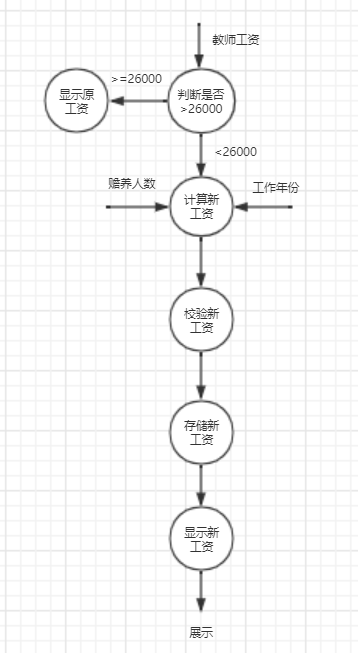 教师工资
>=26000
显示原
工资
判断是否
>26000
<26000
赡养人数
工作年份
计算新
工资
校验新
工资
存储新
工资
显示新
工资
展示